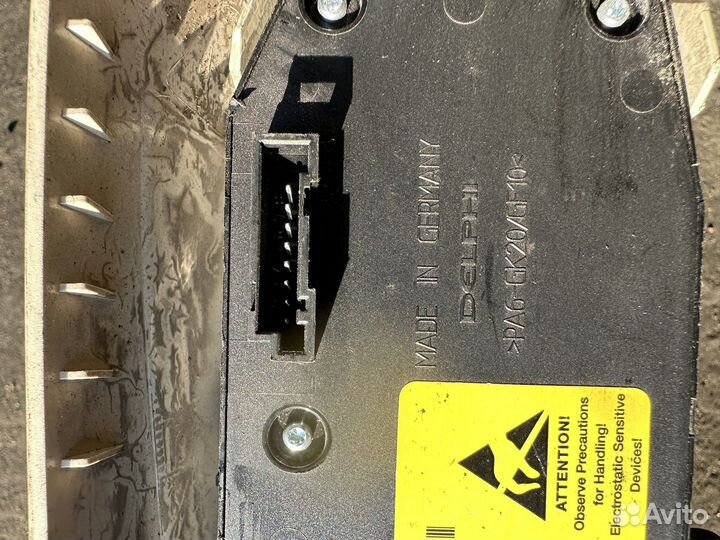 MADE IN GERMANY
DELPHI
>PA6-GK20/GF10<
ATTENTION!
Observe Precautions
for Handling!
Electrostatic Sensitive
Devices!
Avito